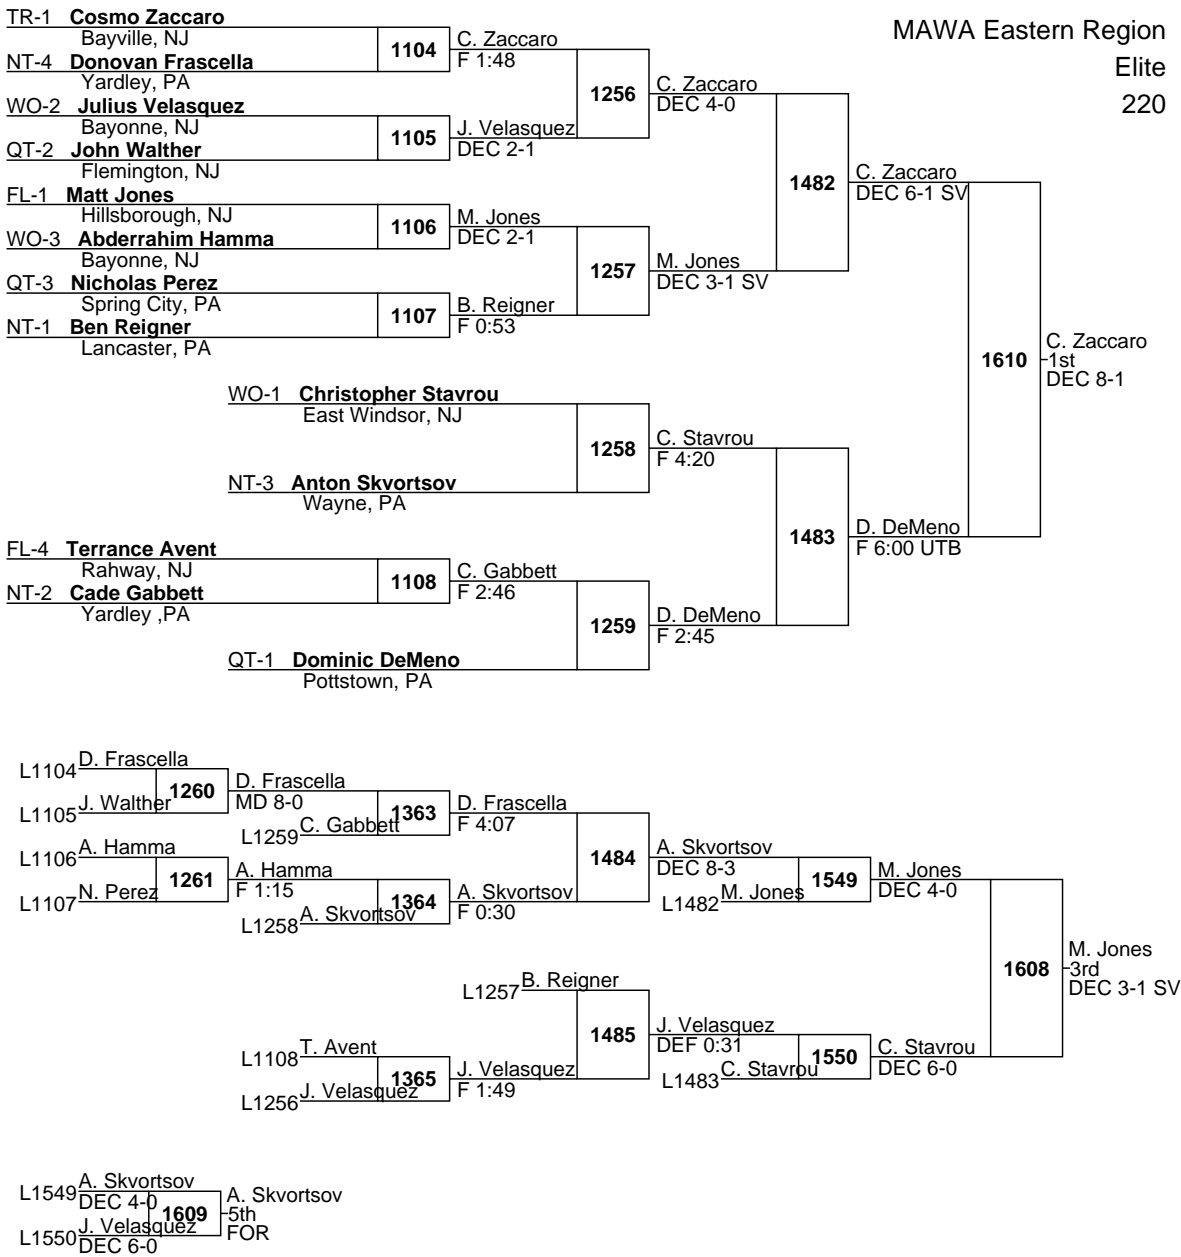 MAWA Eastern Region
Elite
220
TR-1 Cosmo Zaccaro
Bayville, NJ
NT-4 Donovan Frascella
Yardley, PA
WO-2 Julius Velasquez
Bayonne, NJ
QT-2 John Walther
Flemington, NJ
FL-1 Matt Jones
Hillsborough, NJ
WO-3 Abderrahim Hamma
Bayonne, NJ
QT-3 Nicholas Perez
Spring City, PA
NT-1 Ben Reigner
Lancaster, PA
WO-1 Christopher Stavrou
East Windsor, NJ
NT-3 Anton Skvortsov
Wayne, PA
FL-4 Terrance Avent
Rahway, NJ
NT-2 Cade Gabbett
Yardley ,PA
QT-1 Dominic DeMeno
Pottstown, PA
1104
C. Zaccaro
F 1:48
1105
J. Velasquez
DEC 2-1
1106
M. Jones
DEC 2-1
1107
B. Reigner
F 0:53
1108
C. Gabbett
F 2:46
1256
C. Zaccaro
DEC 4-0
1257
M. Jones
DEC 3-1 SV
1258
C. Stavrou
F 4:20
1259
D. DeMeno
F 2:45
1482
C. Zaccaro
DEC 6-1 SV
1483
D. DeMeno
F 6:00 UTB
1610
C. Zaccaro
1st
DEC 8-1
L1104 D. Frascella
L1105 J. Walther
1260
D. Frascella
MD 8-0
L1106 A. Hamma
L1107 N. Perez
1261
A. Hamma
F 1:15
L1259 C. Gabbett
1363
D. Frascella
F 4:07
L1258 A. Skvortsov
1364
A. Skvortsov
F 0:30
1484
A. Skvortsov
DEC 8-3
L1482 M. Jones
1549
M. Jones
DEC 4-0
L1257 B. Reigner
L1108 T. Avent
L1256 J. Velasquez
1365
J. Velasquez
F 1:49
1485
J. Velasquez
DEF 0:31
L1483 C. Stavrou
1550
C. Stavrou
DEC 6-0
1608
M. Jones
3rd
DEC 3-1 SV
L1549 A. Skvortsov
DEC 4-0
L1550 J. Velasquez
DEC 6-0
1609
A. Skvortsov
5th
FOR